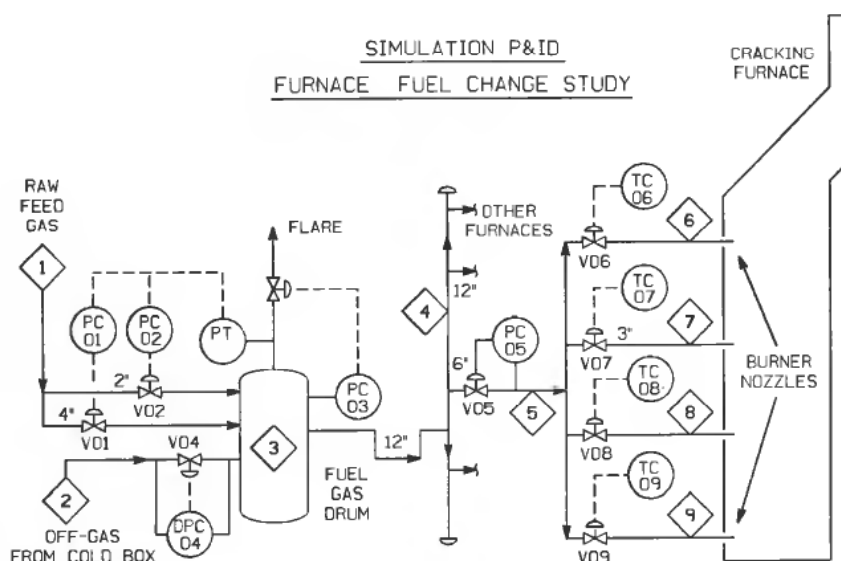 SIMULATION P&ID
FURNACE FUEL CHANGE STUDY
CRACKING
FURNACE
RAW
FEED
GAS
1
FLARE
PC
01
PC
02
PT
2"
V02
4"
V01
V04
3
PC
03
2
DPC
04
OFF-GAS
FROM COLD BOX
FUEL
GAS
DRUM
12"
4
OTHER
FURNACES
12"
6"
PC
05
V05
5
TC
06
V06
6
TC
07
V07
3"
7
TC
08
V08
8
TC
09
V09
9
BURNER
NOZZLES